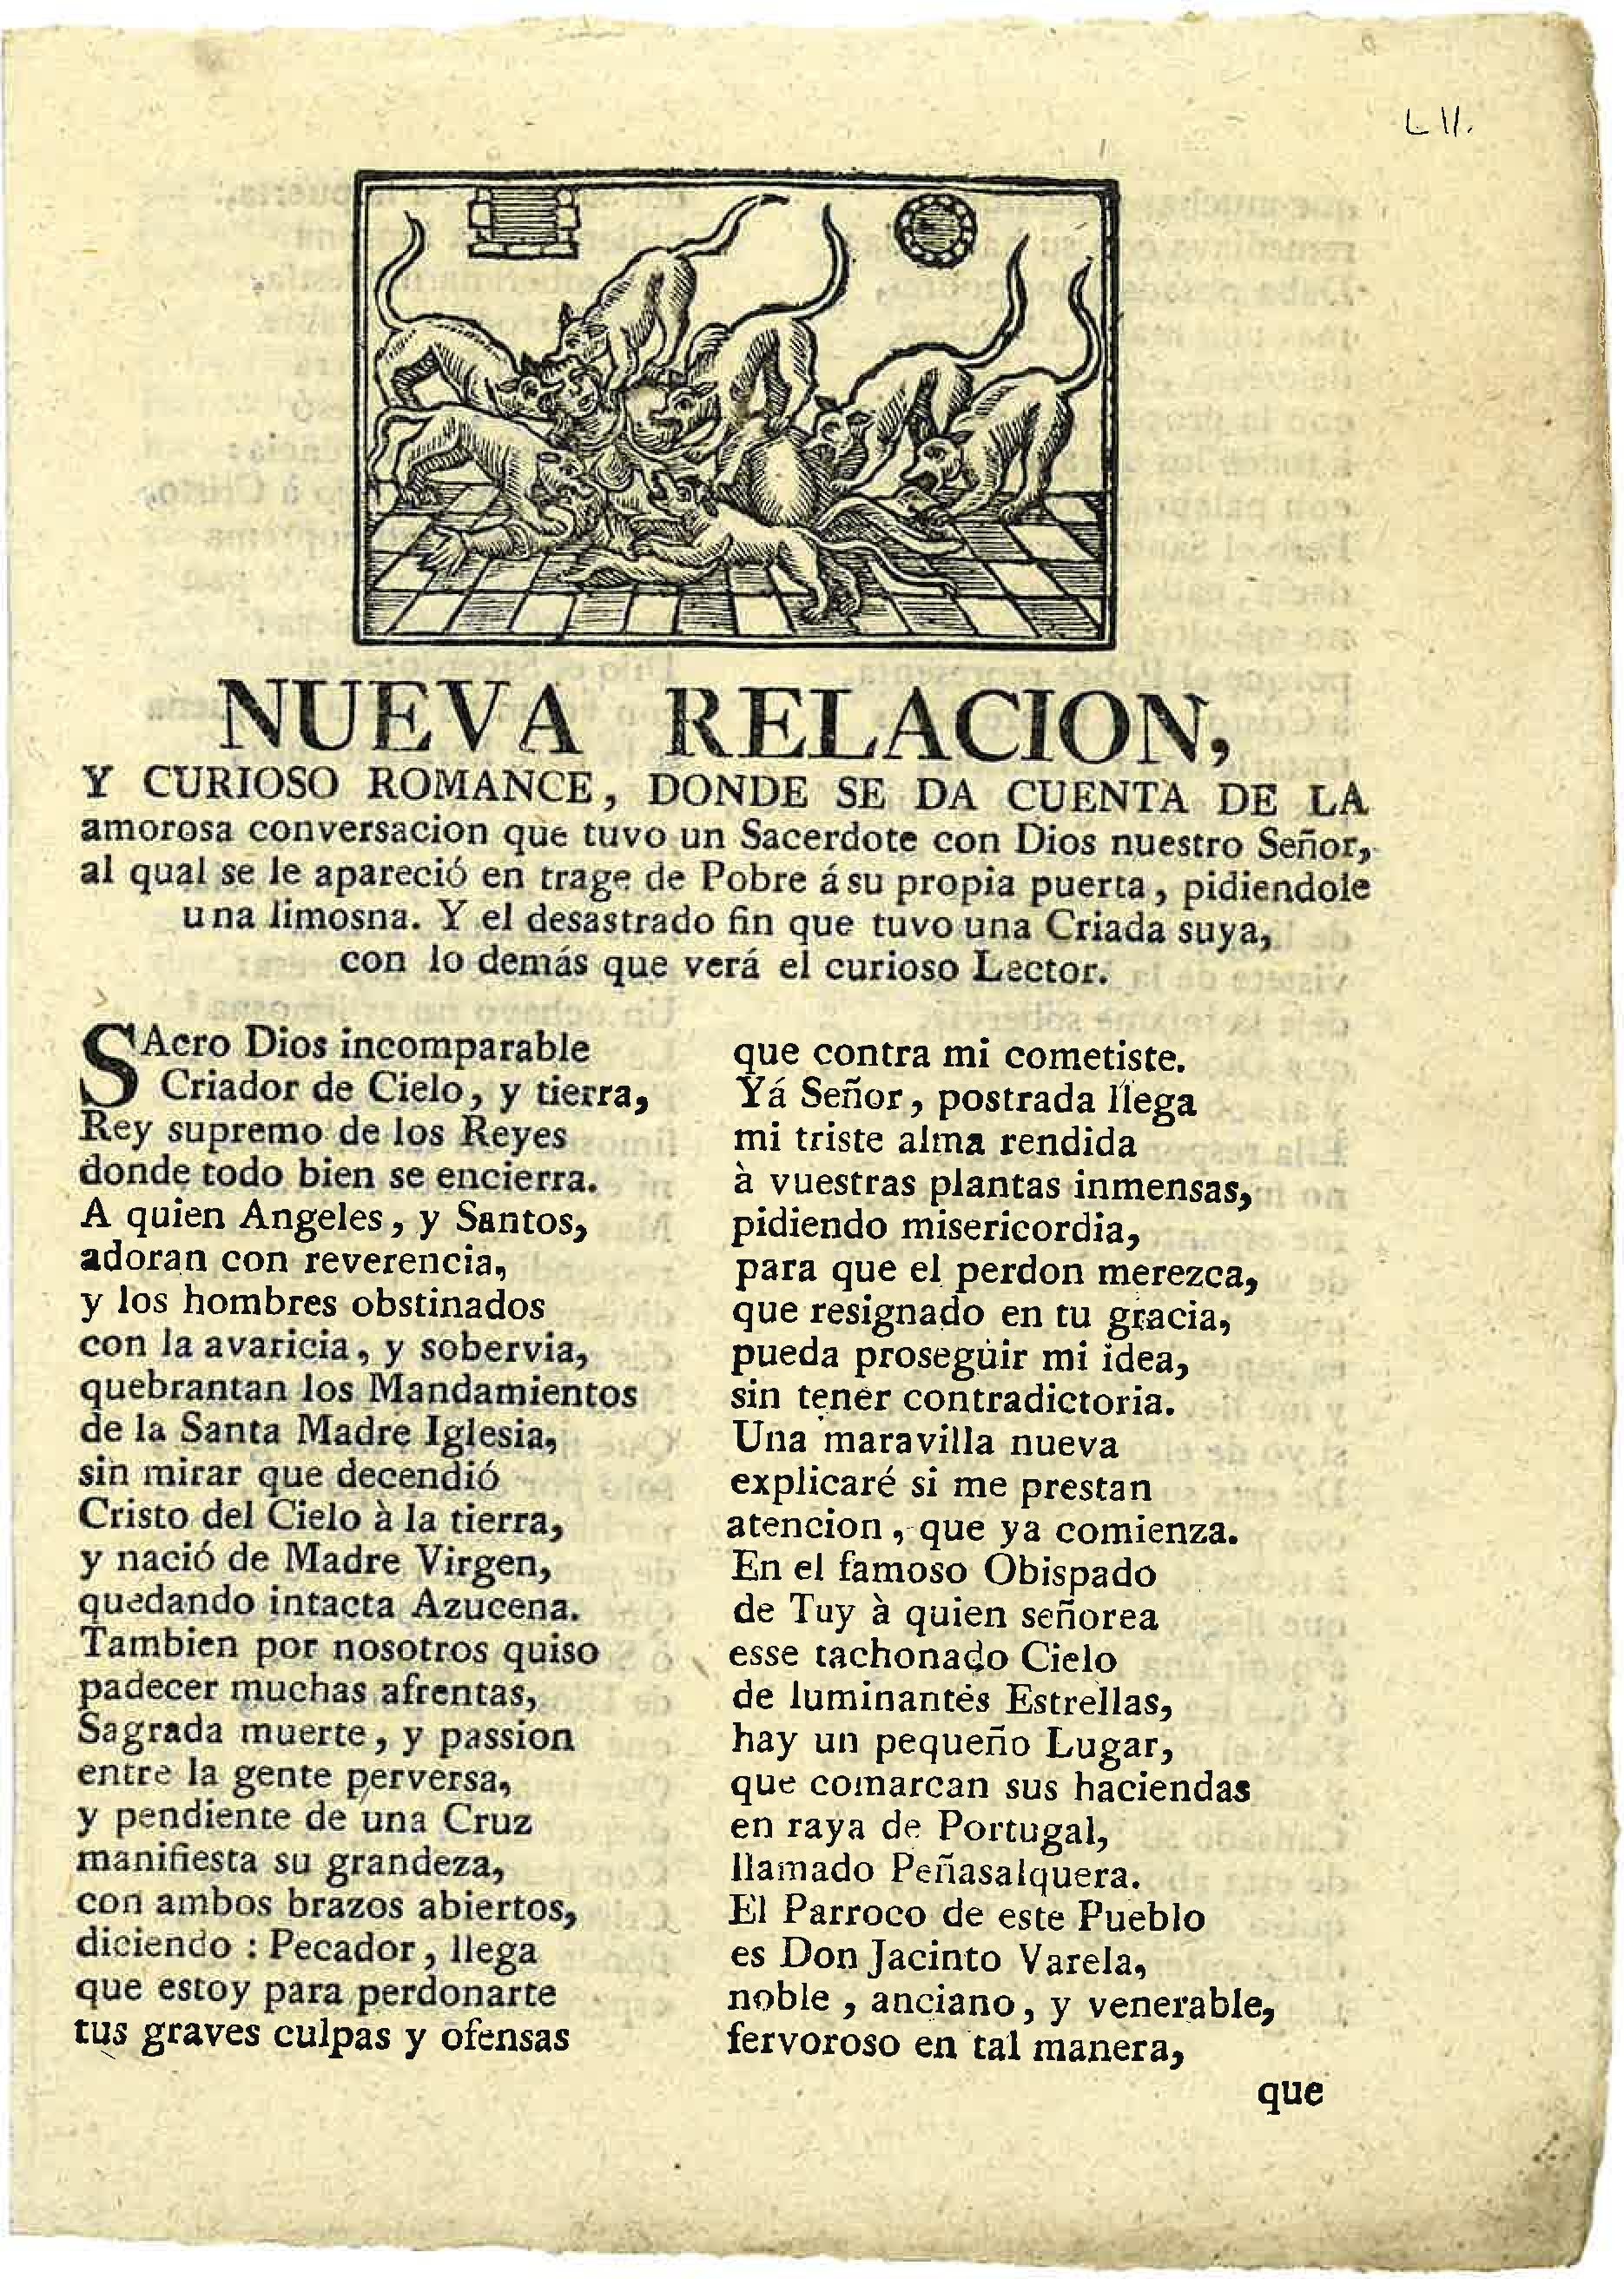 L II.
NUEVA RELACION,
Y CURIOSO ROMANCE, DONDE SE DA CUENTA DE LA
amorosa conversacion que tuvo un Sacerdote con Dios nuestro Señor,
al qual se le apareció en trage de Pobre á su propia puerta, pidiendole
una limosna. Y el desastrado fin que tuvo una Criada suya,
con lo demás que verá el curioso Lector.
SAcro Dios incomparable
Criador de Cielo, y tierra,
Rey supremo de los Reyes
donde todo bien se encierra.
A quien Angeles, y Santos,
adoran con reverencia,
y los hombres obstinados
con la avaricia, y sobervia,
quebrantan los Mandamientos
de la Santa Madre Iglesia,
sin mirar que decendió
Cristo del Cielo à la tierra,
y nació de Madre Virgen,
quedando intacta Azucena.
Tambien por nosotros quiso
padecer muchas afrentas,
Sagrada muerte, y passion
entre la gente perversa,
y pendiente de una Cruz
manifiesta su grandeza,
con ambos brazos abiertos,
diciendo : Pecador, llega
que estoy para perdonarte
tus graves culpas y ofensas
que contra mi cometiste.
Yá Señor, postrada llega
mi triste alma rendida
à vuestras plantas inmensas,
pidiendo misericordia,
para que el perdon merezca,
que resignado en tu gracia,
pueda proseguir mi idea,
sin tener contradictoria.
Una maravilla nueva
explicaré si me prestan
atencion, que ya comienza.
En el famoso Obispado
de Tuy à quien señorea
esse tachonado Cielo
de luminantes Estrellas,
hay un pequeño Lugar,
que comarcan sus haciendas
en raya de Portugal,
llamado Peñasalquera.
El Parroco de este Pueblo
es Don Jacinto Varela,
noble, anciano, y venerable,
fervoroso en tal manera,
que